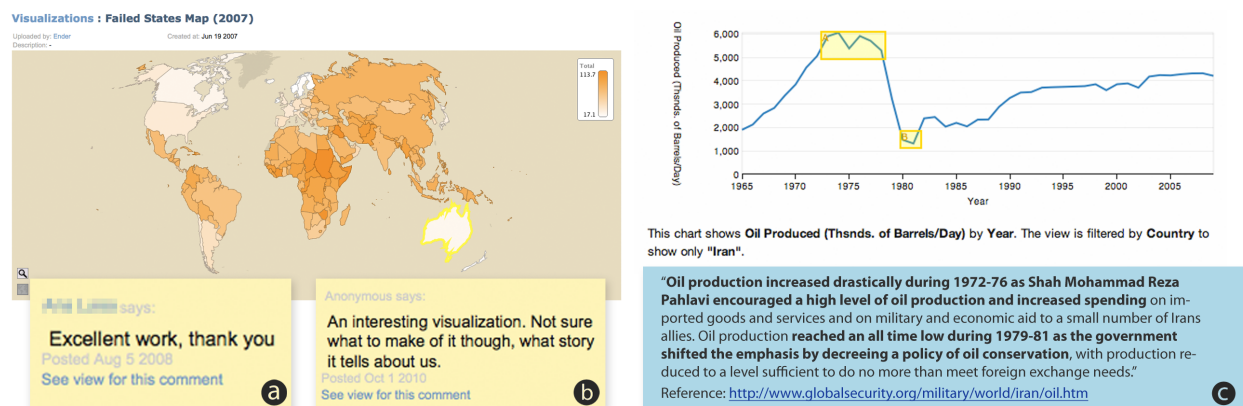 Visualizations : Failed States Map (2007)
Uploaded by: Ender
Created at: Jun 19 2007
Description: -
Total
113.7
17.1
says:
Excellent work, thank you
Posted Aug 5 2008
See view for this comment
a
Anonymous says:
An interesting visualization. Not sure
what to make of it though, what story
it tells about us.
Posted Oct 1 2010
See view for this comment
b
Oil Produced (Thsnds. of Barrels/Day)
6,000
5,000
4,000
3,000
2,000
1,000
0
A
B
1965
1970
1975
1980
1985
1990
1995
2000
2005
Year
This chart shows Oil Produced (Thsnds. of Barrels/Day) by Year. The view is filtered by Country to
show only "Iran".
“Oil production increased drastically during 1972-76 as Shah Mohammad Reza
Pahlavi encouraged a high level of oil production and increased spending on im-
ported goods and services and on military and economic aid to a small number of Irans
allies. Oil production reached an all time low during 1979-81 as the government
shifted the emphasis by decreeing a policy of oil conservation, with production re-
duced to a level sufficient to do no more than meet foreign exchange needs.”
Reference: http://www.globalsecurity.org/military/world/iran/oil.htm
c